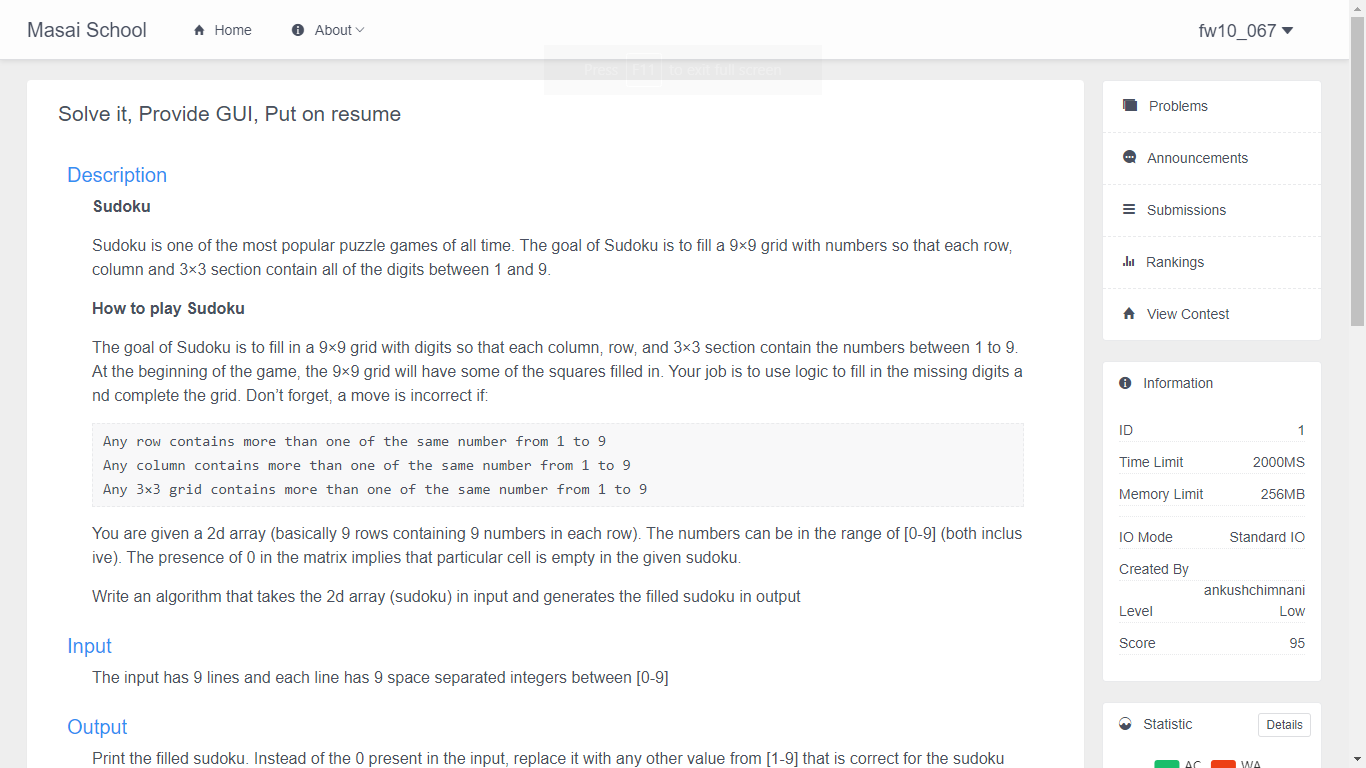 Masai School
Home
About
fw10_067
Press F11 to exit full screen
Solve it, Provide GUI, Put on resume
Description
Sudoku
Sudoku is one of the most popular puzzle games of all time. The goal of Sudoku is to fill a 9×9 grid with numbers so that each row,
column and 3×3 section contain all of the digits between 1 and 9.
How to play Sudoku
The goal of Sudoku is to fill in a 9×9 grid with digits so that each column, row, and 3×3 section contain the numbers between 1 to 9.
At the beginning of the game, the 9×9 grid will have some of the squares filled in. Your job is to use logic to fill in the missing digits a
nd complete the grid. Don’t forget, a move is incorrect if:
Any row contains more than one of the same number from 1 to 9
Any column contains more than one of the same number from 1 to 9
Any 3×3 grid contains more than one of the same number from 1 to 9
You are given a 2d array (basically 9 rows containing 9 numbers in each row). The numbers can be in the range of [0-9] (both inclus
ive). The presence of 0 in the matrix implies that particular cell is empty in the given sudoku.
Write an algorithm that takes the 2d array (sudoku) in input and generates the filled sudoku in output
Input
The input has 9 lines and each line has 9 space separated integers between [0-9]
Output
Print the filled sudoku. Instead of the 0 present in the input, replace it with any other value from [1-9] that is correct for the sudoku
Problems
Announcements
Submissions
Rankings
View Contest
Information
ID 1
Time Limit 2000MS
Memory Limit 256MB
IO Mode Standard IO
Created By
ankushchimnani
Level Low
Score 95
Statistic Details
AC WA